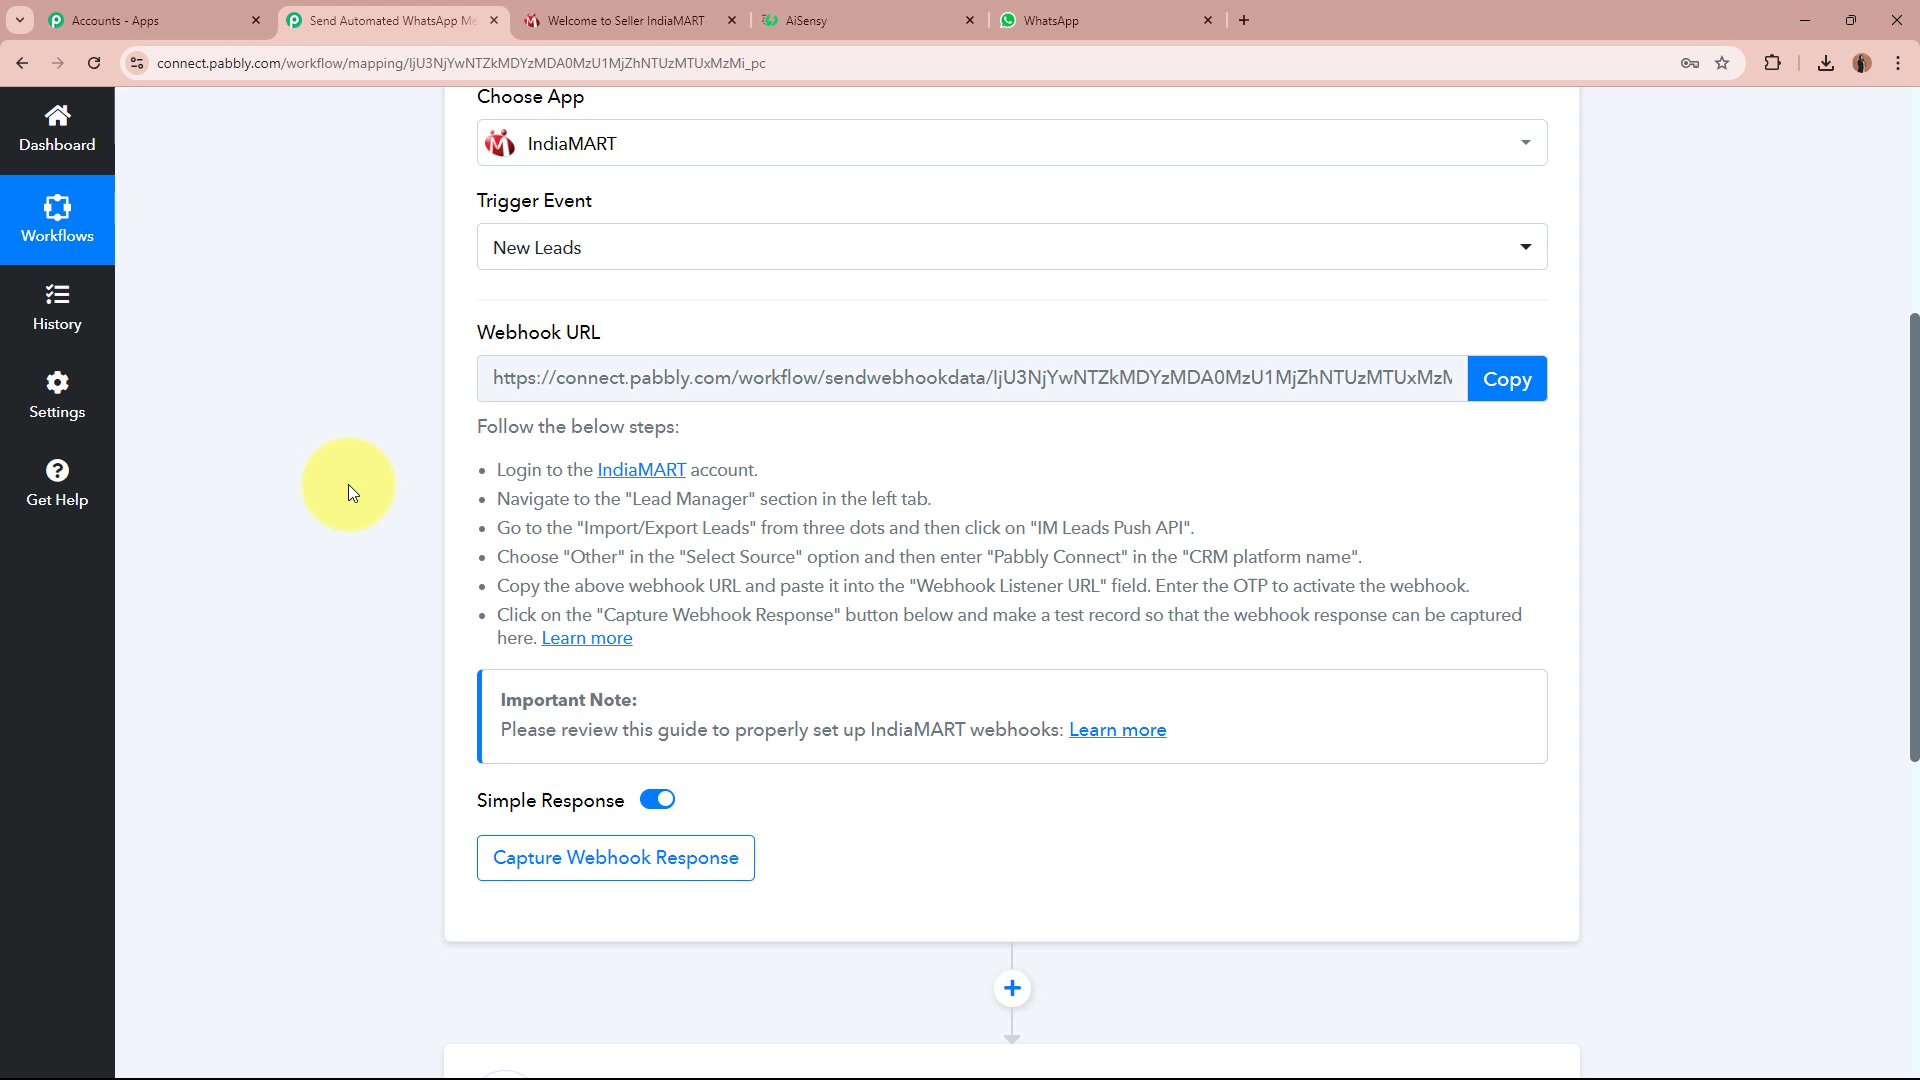 Accounts - Apps
Send Automated WhatsApp Me
Welcome to Seller IndiaMART
AiSensy
WhatsApp
connect.pabbly.com/workflow/mapping/IjU3NjYwNTZkMDYzMDA0MzU1MjZhNTUzMTUxMzMi_pc
Dashboard
Workflows
History
Settings
Get Help
Choose App
IndiaMART
Trigger Event
New Leads
Webhook URL
https://connect.pabbly.com/workflow/sendwebhookdata/IjU3NjYwNTZkMDYzMDA0MzU1MjZhNTUzMTUxMzM
Copy
Follow the below steps:
• Login to the IndiaMART account.
• Navigate to the "Lead Manager" section in the left tab.
• Go to the "Import/Export Leads" from three dots and then click on "IM Leads Push API".
• Choose "Other" in the "Select Source" option and then enter "Pabbly Connect" in the "CRM platform name".
• Copy the above webhook URL and paste it into the "Webhook Listener URL" field. Enter the OTP to activate the webhook.
• Click on the "Capture Webhook Response" button below and make a test record so that the webhook response can be captured
here. Learn more
Important Note:
Please review this guide to properly set up IndiaMART webhooks: Learn more
Simple Response
Capture Webhook Response